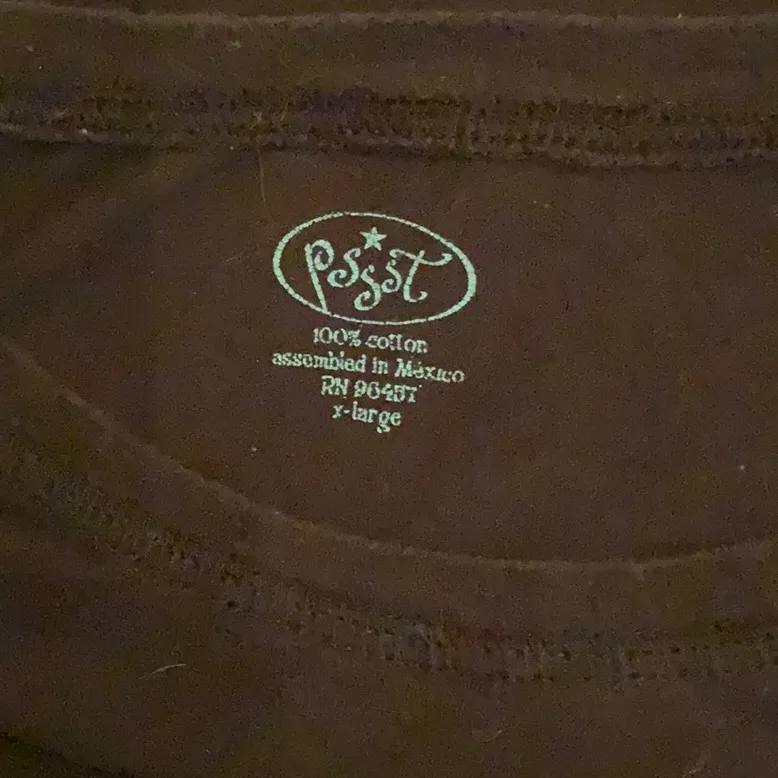 pssst
100% cotton
assembled in México
RN 96457
x-large